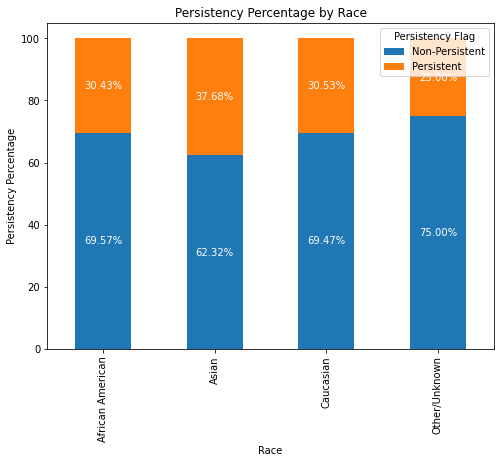 Persistency Percentage by Race
Persistency Flag
Non-Persistent
Persistent
Persistency Percentage
100
80
60
40
20
0
30.43%
37.68%
30.53%
25.00%
69.57%
62.32%
69.47%
75.00%
African American
Asian
Caucasian
Other/Unknown
Race